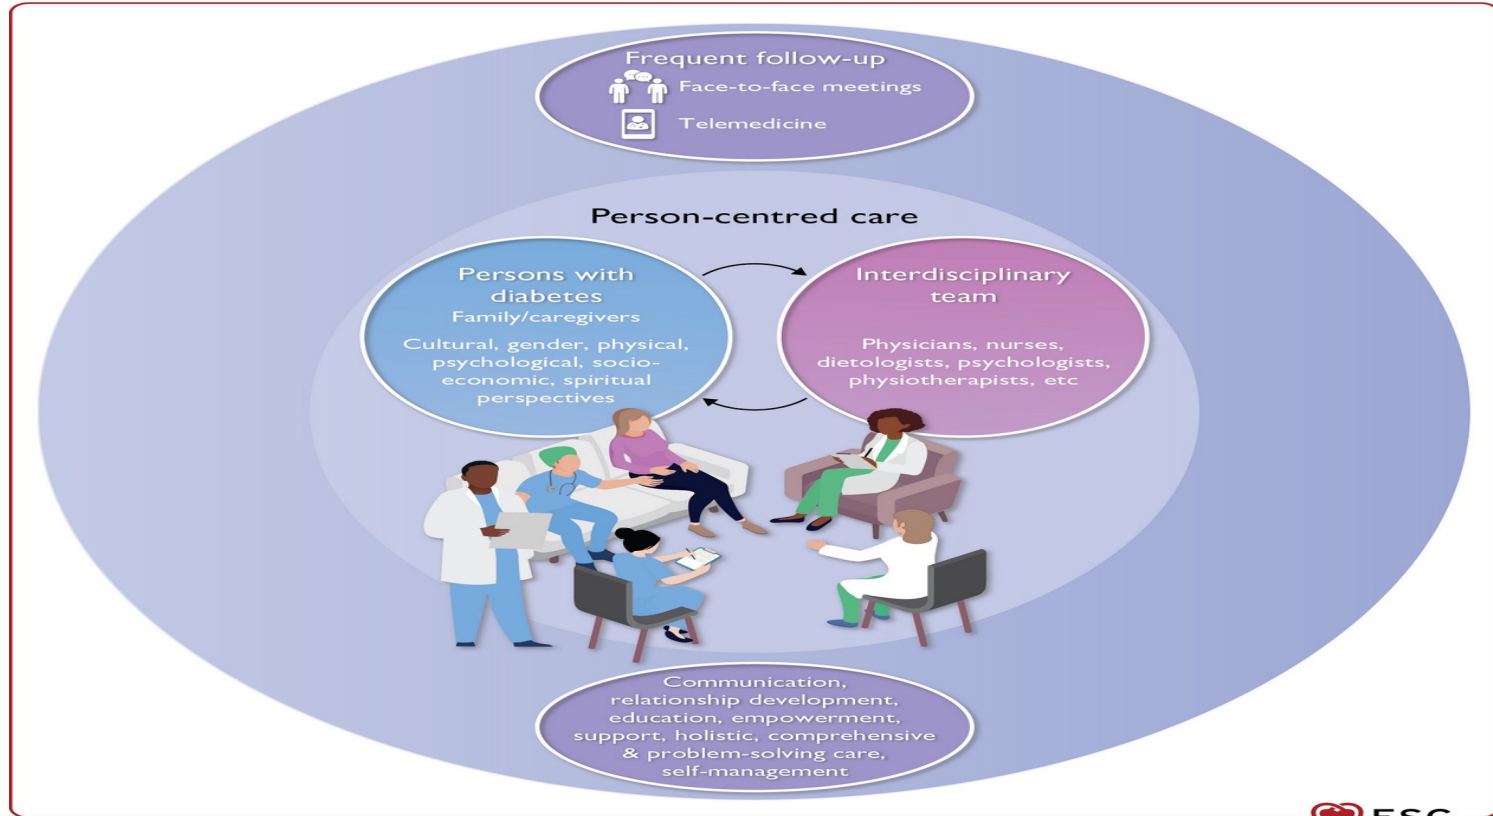 Frequent follow-up
Face-to-face meetings
Telemedicine
Person-centred care
Persons with
diabetes
Family/caregivers
Cultural, gender, physical,
psychological, socio-
economic, spiritual
perspectives
Interdisciplinary
team
Physicians, nurses,
dietologists, psychologists,
physiotherapists, etc
Communication,
relationship development,
education, empowerment,
support, holistic, comprehensive
& problem-solving care,
self-management
ESC